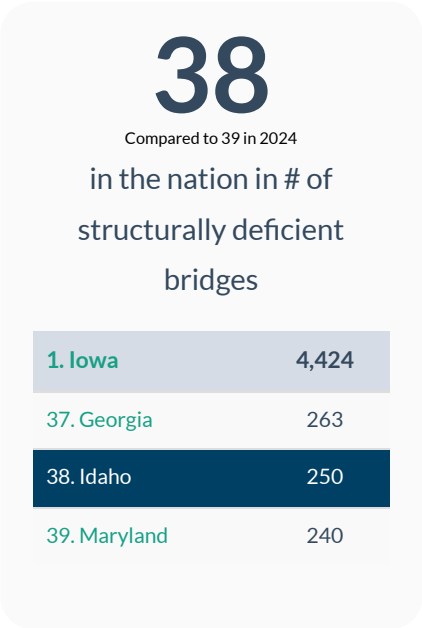 38
Compared to 39 in 2024
in the nation in # of
structurally deficient
bridges
1. Iowa 4,424
37. Georgia 263
38. Idaho 250
39. Maryland 240